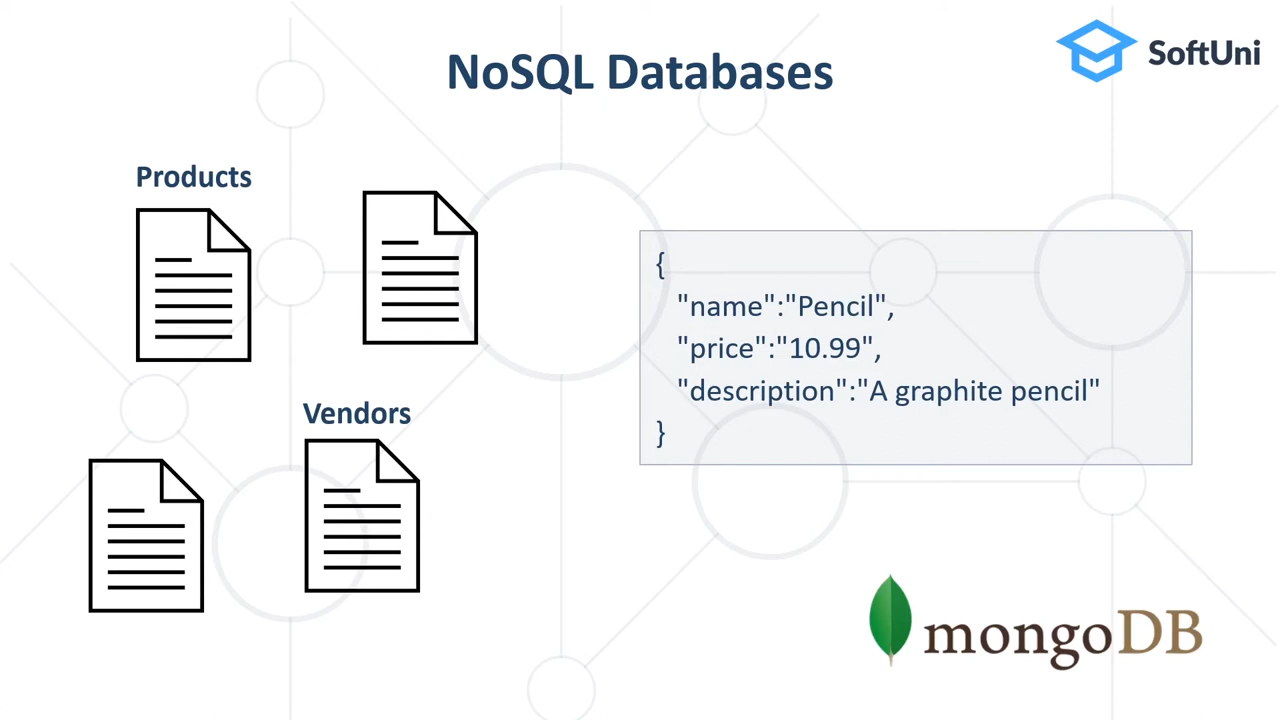 NoSQL Databases
SoftUni
Products
Vendors
{
"name":"Pencil",
"price":"10.99",
"description":"A graphite pencil"
}
mongoDB